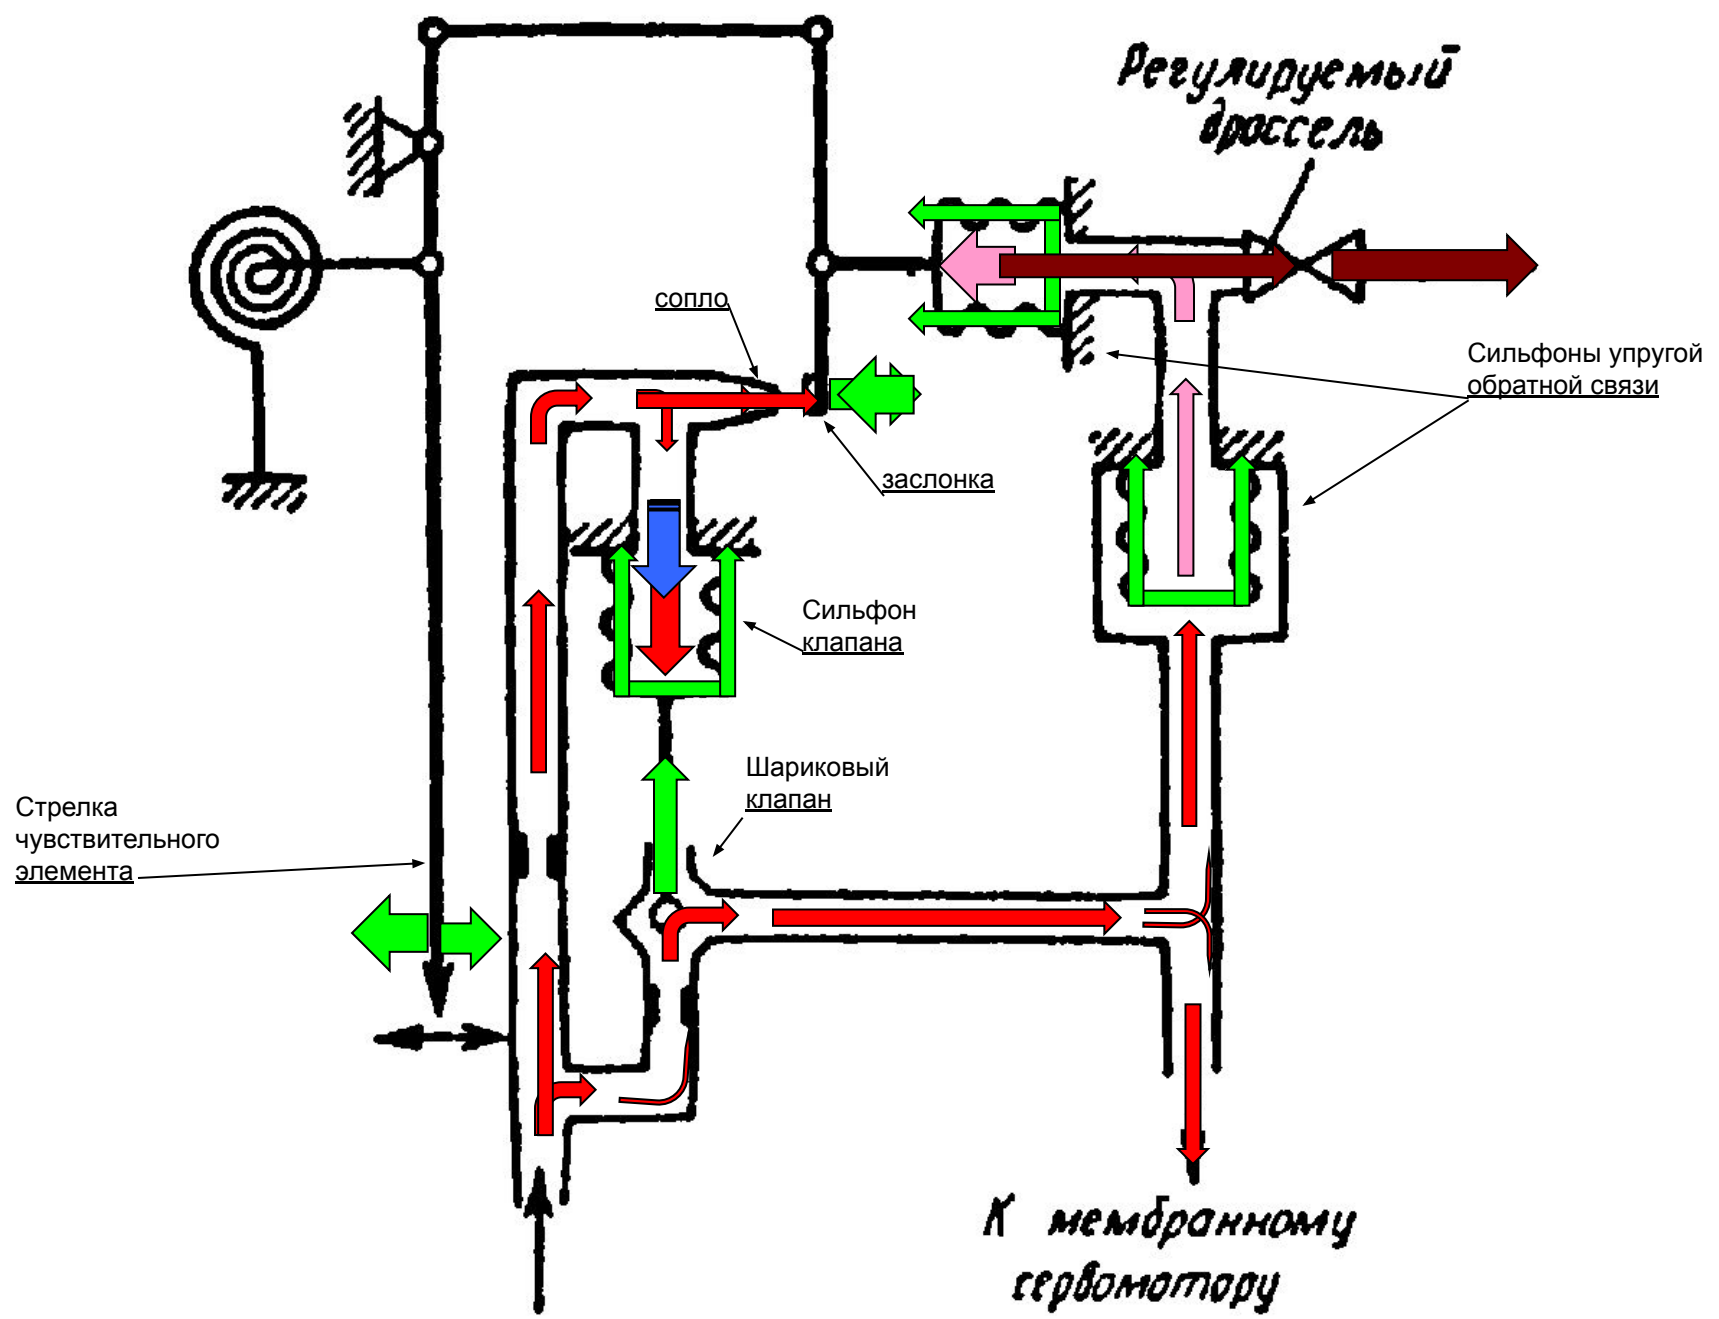 Регулируемый
дроссель
сопло
Сильфоны упругой
обратной связи
заслонка
Сильфон
клапана
Шариковый
клапан
Стрелка
чувствительного
элемента
К мембранному
сервомотору